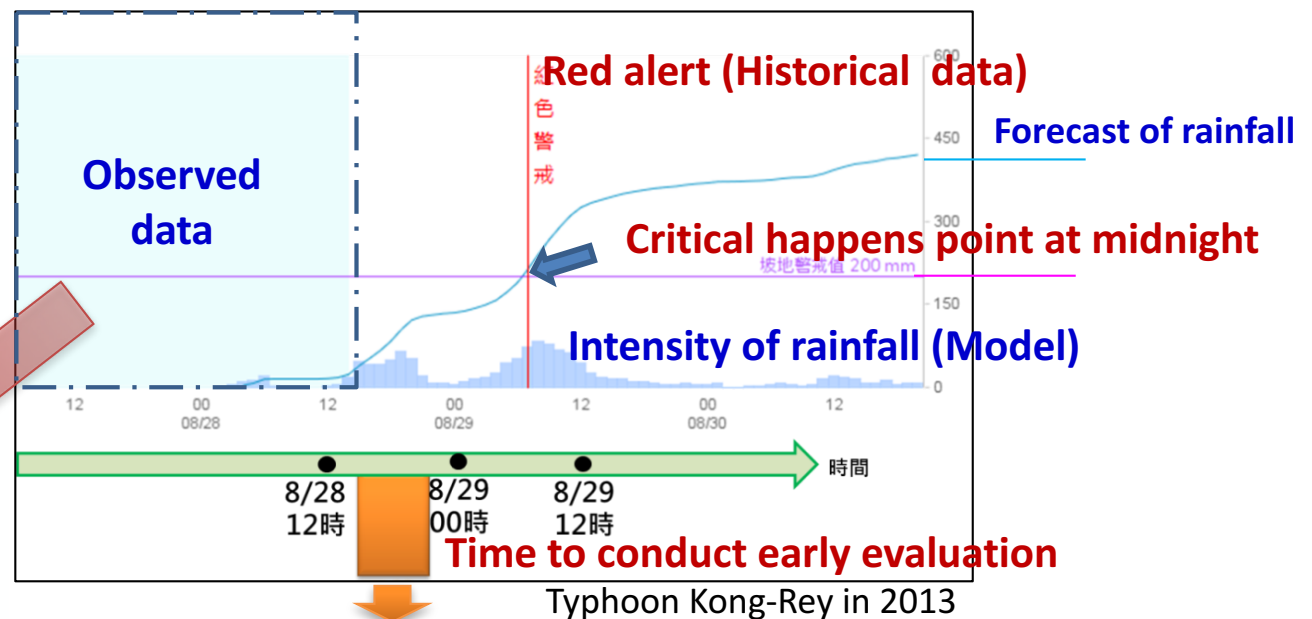 Red alert (Historical data)
紅色警戒
600
450
Forecast of rainfall
Observed
data
300
Critical happens point at midnight
坡地警戒值 200 mm
150
Intensity of rainfall (Model)
0
12 00 12 00 12 00 12
08/28 08/29 08/30
時間
8/28 8/29 8/29
12時 00時 12時
Time to conduct early evaluation
Typhoon Kong-Rey in 2013